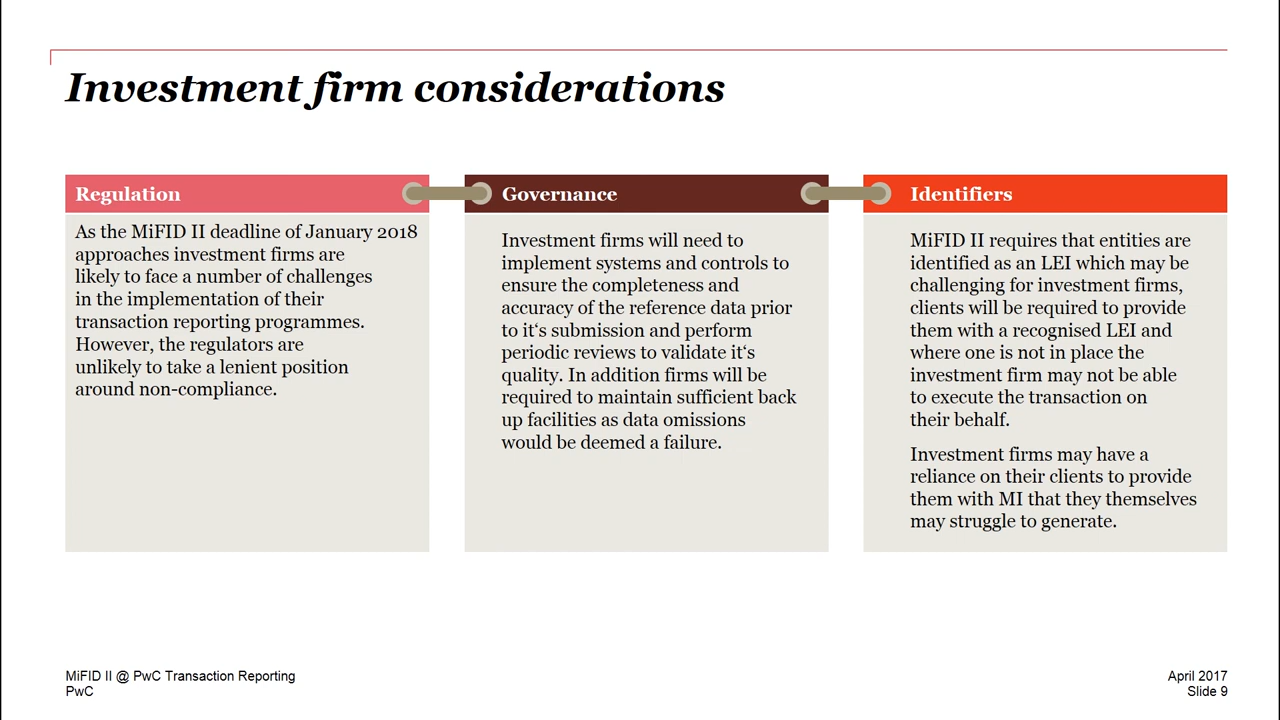 Investment firm considerations
Regulation
As the MiFID II deadline of January 2018
approaches investment firms are
likely to face a number of challenges
in the implementation of their
transaction reporting programmes.
However, the regulators are
unlikely to take a lenient position
around non-compliance.
Governance
Investment firms will need to
implement systems and controls to
ensure the completeness and
accuracy of the reference data prior
to it‘s submission and perform
periodic reviews to validate it‘s
quality. In addition firms will be
required to maintain sufficient back
up facilities as data omissions
would be deemed a failure.
Identifiers
MiFID II requires that entities are
identified as an LEI which may be
challenging for investment firms,
clients will be required to provide
them with a recognised LEI and
where one is not in place the
investment firm may not be able
to execute the transaction on
their behalf.
Investment firms may have a
reliance on their clients to provide
them with MI that they themselves
may struggle to generate.
MiFID II @ PwC Transaction Reporting
PwC
April 2017
Slide 9